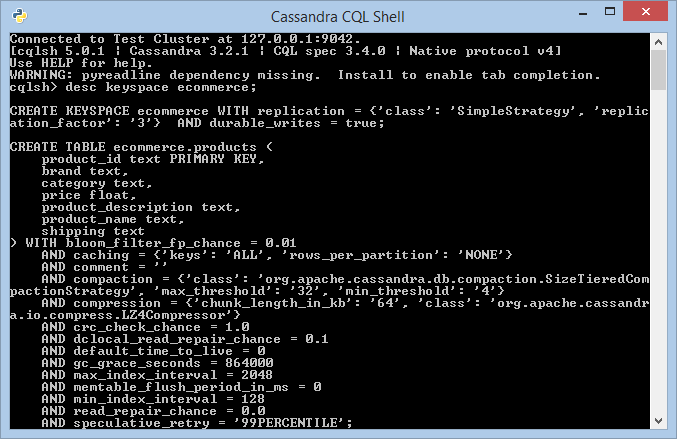 Cassandra CQL Shell
Connected to Test Cluster at 127.0.0.1:9042.
[cqlsh 5.0.1 | Cassandra 3.2.1 | CQL spec 3.4.0 | Native protocol v4]
Use HELP for help.
WARNING: pyreadline dependency missing.  Install to enable tab completion.
cqlsh> desc keyspace ecommerce;
CREATE KEYSPACE ecommerce WITH replication = {'class': 'SimpleStrategy', 'replic
ation_factor': '3'}  AND durable_writes = true;
CREATE TABLE ecommerce.products (
    product_id text PRIMARY KEY,
    brand text,
    category text,
    price float,
    product_description text,
    product_name text,
    shipping text
) WITH bloom_filter_fp_chance = 0.01
    AND caching = {'keys': 'ALL', 'rows_per_partition': 'NONE'}
    AND comment = ''
    AND compaction = {'class': 'org.apache.cassandra.db.compaction.SizeTieredCom
pactionStrategy', 'max_threshold': '32', 'min_threshold': '4'}
    AND compression = {'chunk_length_in_kb': '64', 'class': 'org.apache.cassandr
a.io.compress.LZ4Compressor'}
    AND crc_check_chance = 1.0
    AND dclocal_read_repair_chance = 0.1
    AND default_time_to_live = 0
    AND gc_grace_seconds = 864000
    AND max_index_interval = 2048
    AND memtable_flush_period_in_ms = 0
    AND min_index_interval = 128
    AND read_repair_chance = 0.0
    AND speculative_retry = '99PERCENTILE';